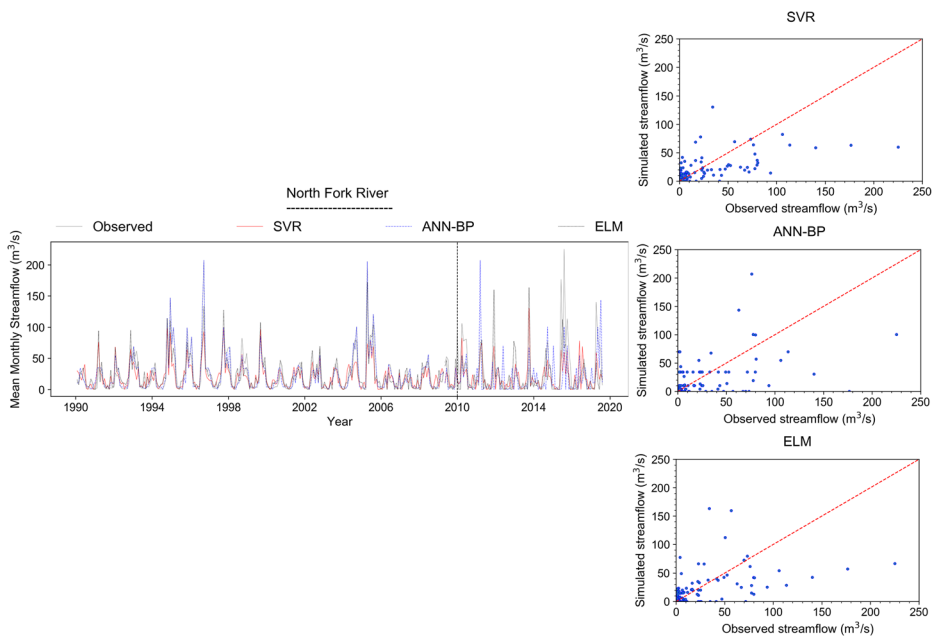 North Fork River
Observed SVR ANN-BP ELM
Mean Monthly Streamflow (m³/s)
200
150
100
50
0
1990 1994 1998 2002 2006 2010 2014 2020
Year
SVR
Simulated streamflow (m³/s)
250
200
150
100
50
0
0 50 100 150 200 250
Observed streamflow (m³/s)
ANN-BP
Simulated streamflow (m³/s)
250
200
150
100
50
0
0 50 100 150 200 250
Observed streamflow (m³/s)
ELM
Simulated streamflow (m³/s)
250
200
150
100
50
0
0 50 100 150 200 250
Observed streamflow (m³/s)